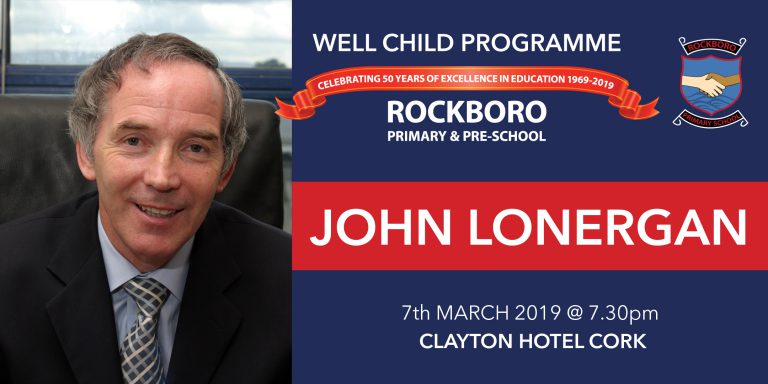 WELL CHILD PROGRAMME
CELEBRATING 50 YEARS OF EXCELLENCE IN EDUCATION 1969-2019
ROCKBORO
PRIMARY & PRE-SCHOOL
ROCKBORO
PRIMARY SCHOOL
JOHN LONERGAN
7th MARCH 2019 @ 7.30pm
CLAYTON HOTEL CORK